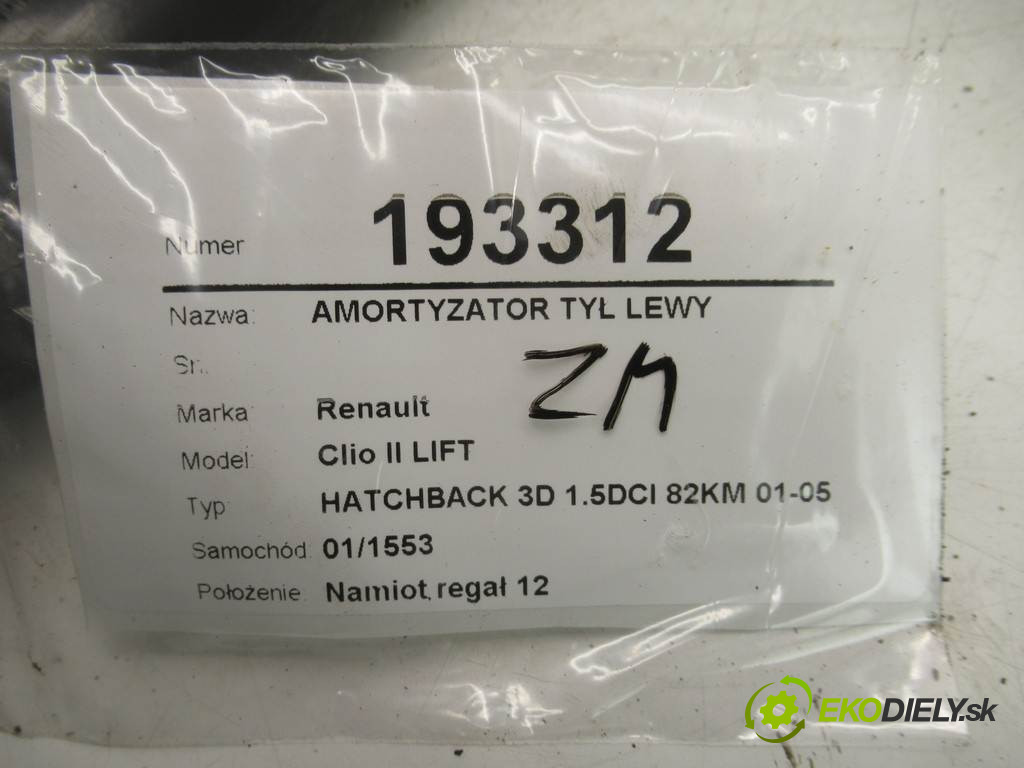 Numer 193312
Nazwa: AMORTYZATOR TYŁ LEWY
Sn.:
ZM
Marka: Renault
Model: Clio II LIFT
Typ HATCHBACK 3D 1.5DCI 82KM 01-05
Samochód: 01/1553
Położenie: Namiot, regał 12
EKODIELY.sk